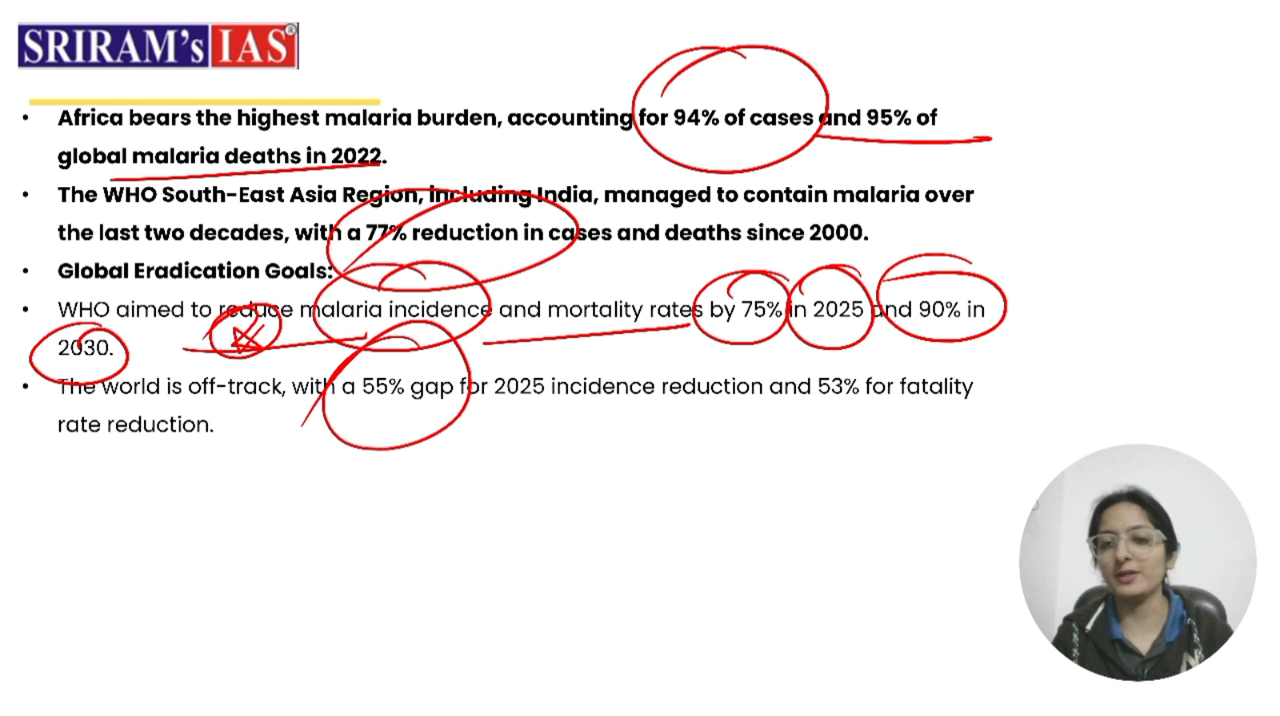 SRIRAM's IAS®
• Africa bears the highest malaria burden, accounting for 94% of cases and 95% of
global malaria deaths in 2022.
• The WHO South-East Asia Region, including India, managed to contain malaria over
the last two decades, with a 77% reduction in cases and deaths since 2000.
• Global Eradication Goals:
• WHO aimed to reduce malaria incidence and mortality rates by 75% in 2025 and 90% in
2030.
• The world is off-track, with a 55% gap for 2025 incidence reduction and 53% for fatality
rate reduction.